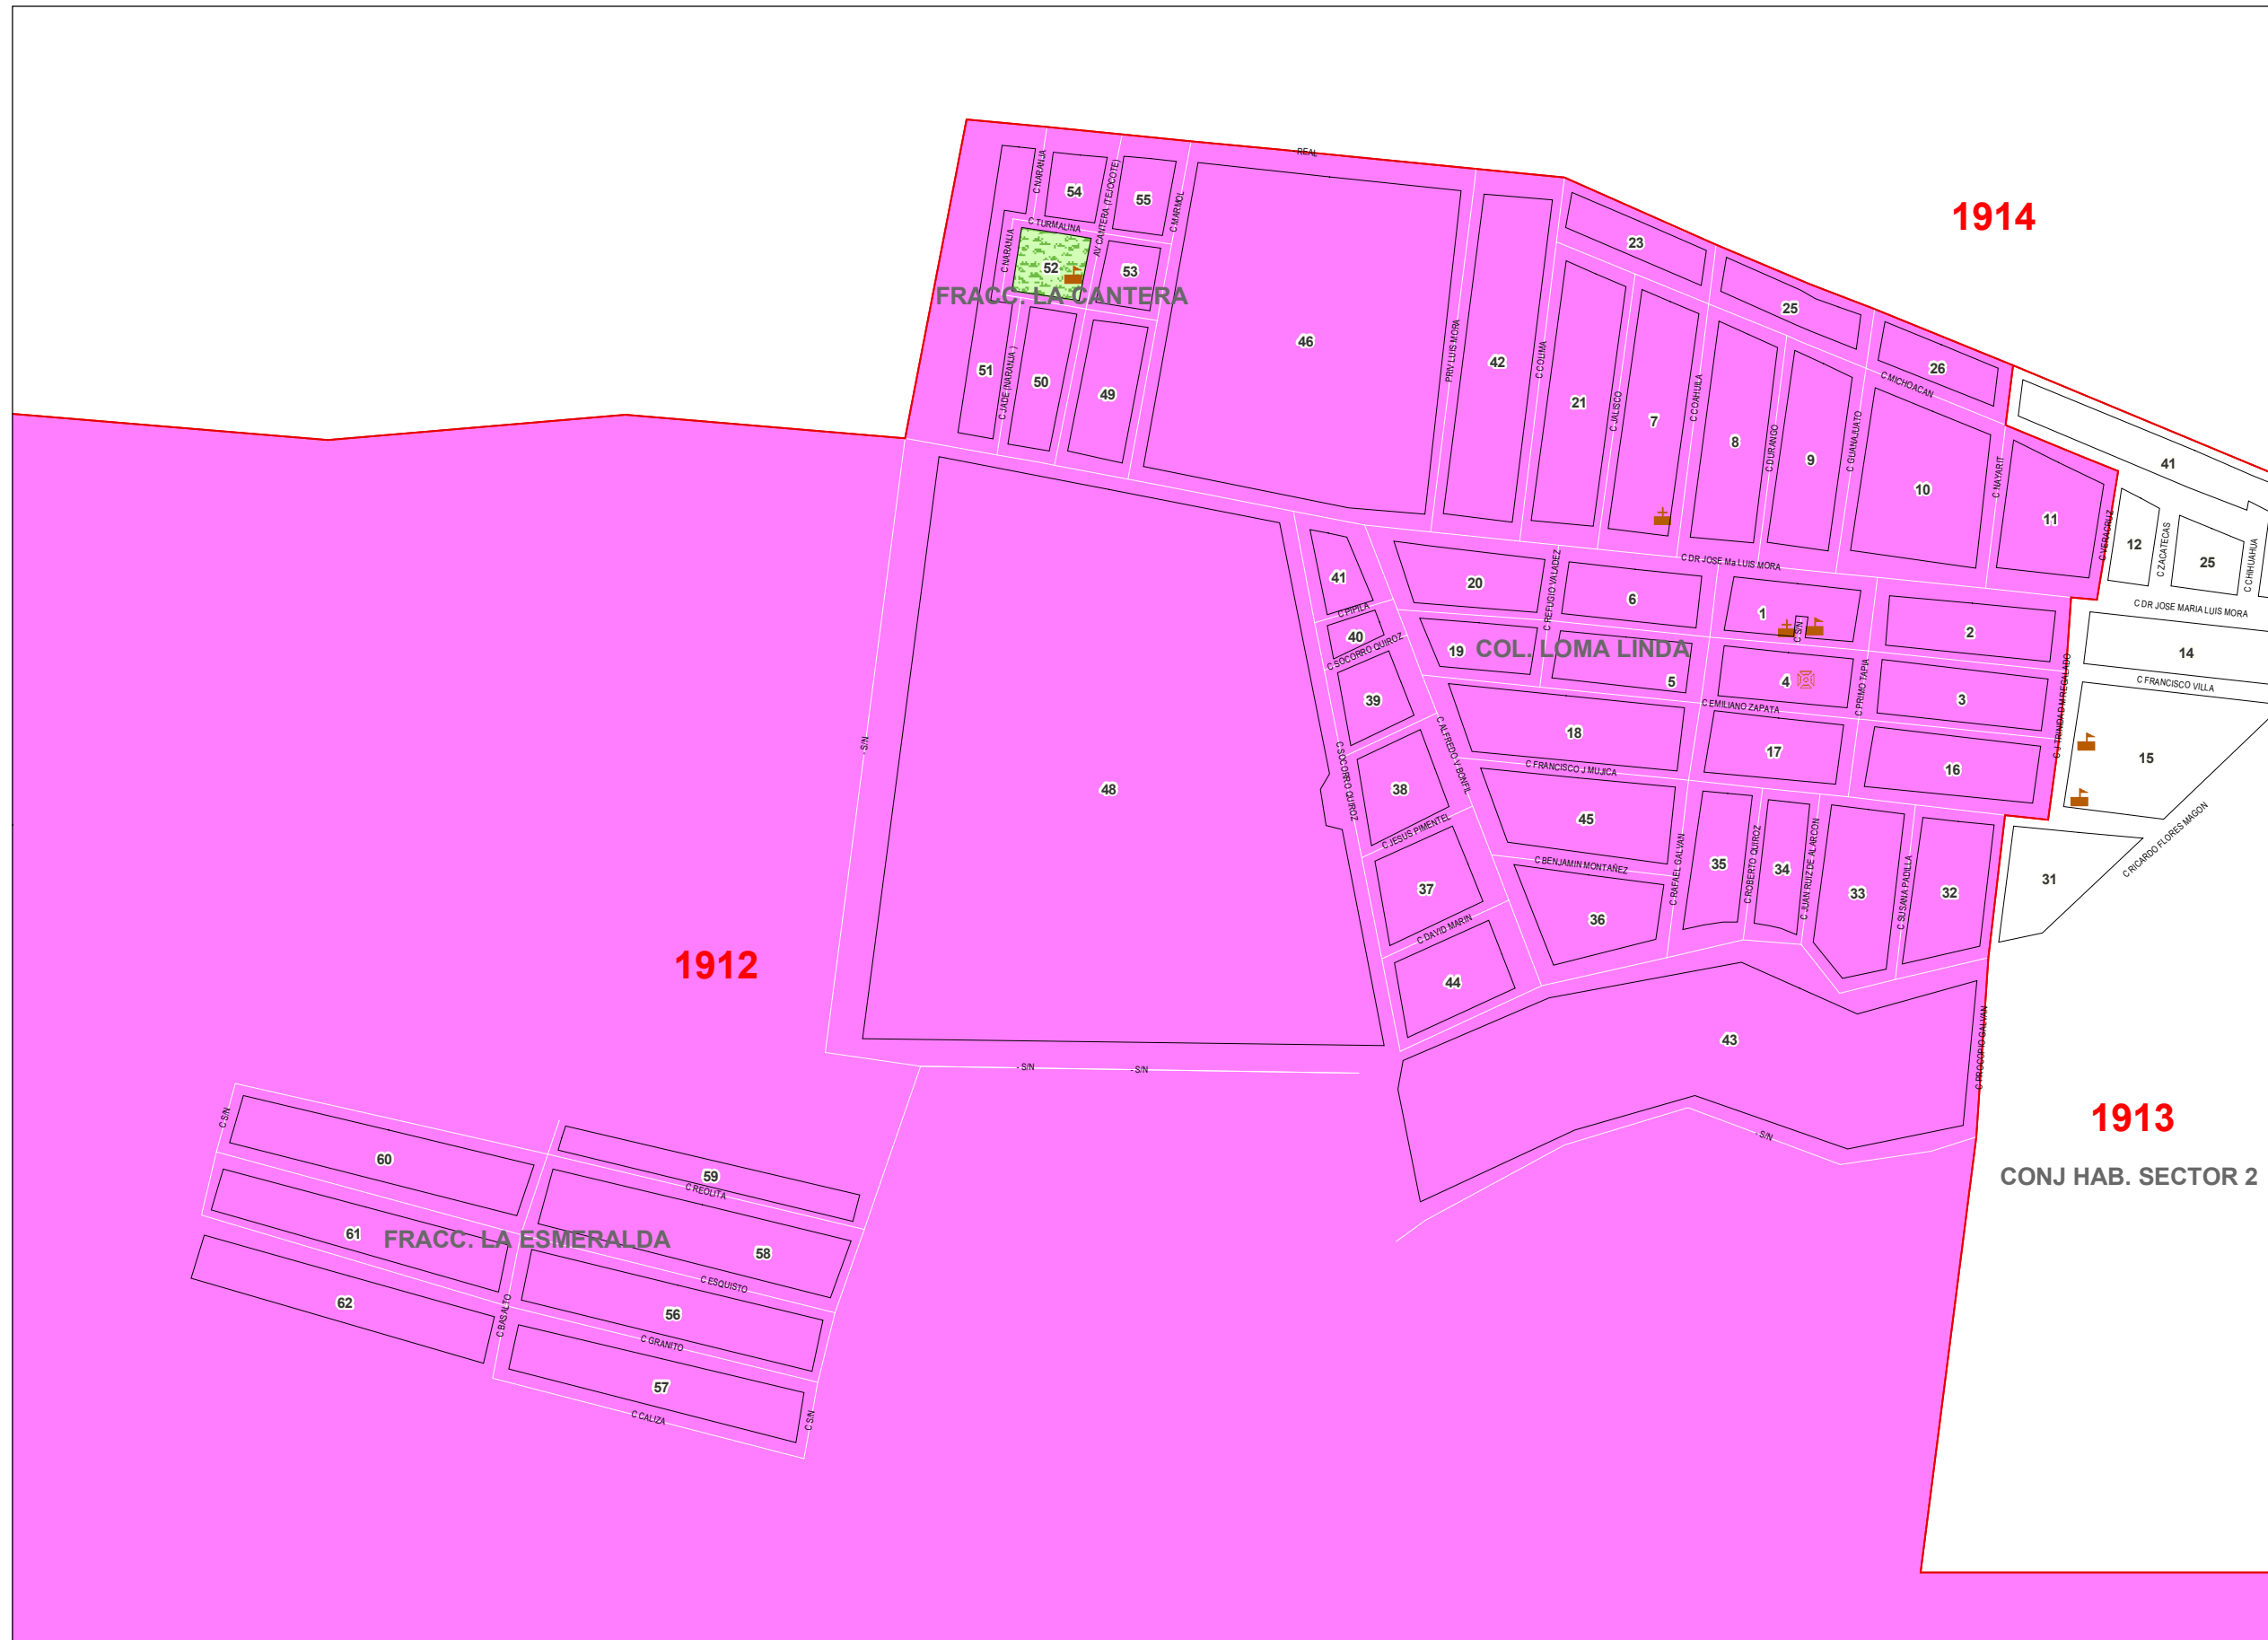 - REAL
1914
C NARANJA
54
AV CANTERA (TEJOCOTE)
55
C MARMOL
C TURMALINA
C NARANJA
52
53
FRACC. LA CANTERA
23
25
26
46
PRIV LUIS MORA
42
C COLIMA
21
C JALISCO
7
C COAHUILA
8
C DURANGO
9
C GUANAJUATO
C MICHOACAN
10
C NAYARIT
11
C VERACRUZ
41
12
C ZACATECAS
25
C CHIHUAHUA
51
C JADE (NARANJA )
50
49
C DR JOSE Ma LUIS MORA
C DR JOSE MARIA LUIS MORA
41
C PIPILA
40
C SOCORRO QUIROZ
20
C REFUGIO VALADEZ
6
1
C S/N
2
19
COL. LOMA LINDA
5
4
C PRIMO TAPIA
3
C J TRINIDAD M REGALADO
14
C FRANCISCO VILLA
39
C EMILIANO ZAPATA
18
17
16
15
C ALFREDO V BONFIL
C SOCORRO QUIROZ
C FRANCISCO J MUJICA
38
C JESUS PIMENTEL
45
C BENJAMIN MONTAÑEZ
C RAFAEL GALVAN
35
C ROBERTO QUIROZ
34
C JUAN RUIZ DE ALARCON
33
C SUSANA PADILLA
32
31
C RICARDO FLORES MAGON
37
C DAVID MARIN
36
44
- S/N
48
1912
43
C PROCOPIO GALVAN
- S/N
- S/N
- S/N
1913
CONJ HAB. SECTOR 2
C S/N
60
59
C REOLITA
61
FRACC. LA ESMERALDA
58
C ESQUISTO
62
C BASALTO
56
C GRANITO
57
C CALIZA
C S/N